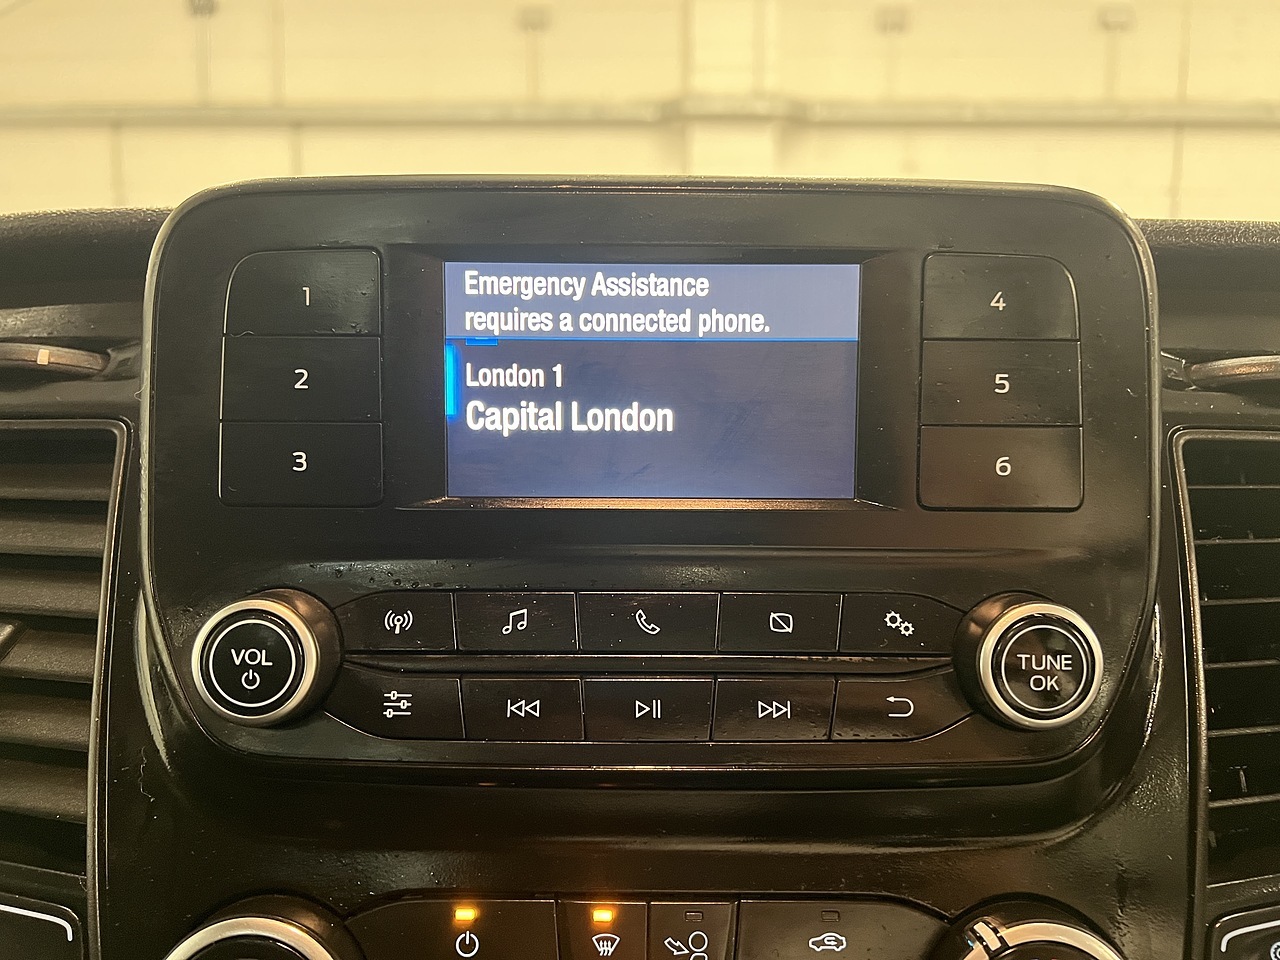 Emergency Assistance
requires a connected phone.
London 1
Capital London
1
2
3
4
5
6
VOL
TUNE
OK